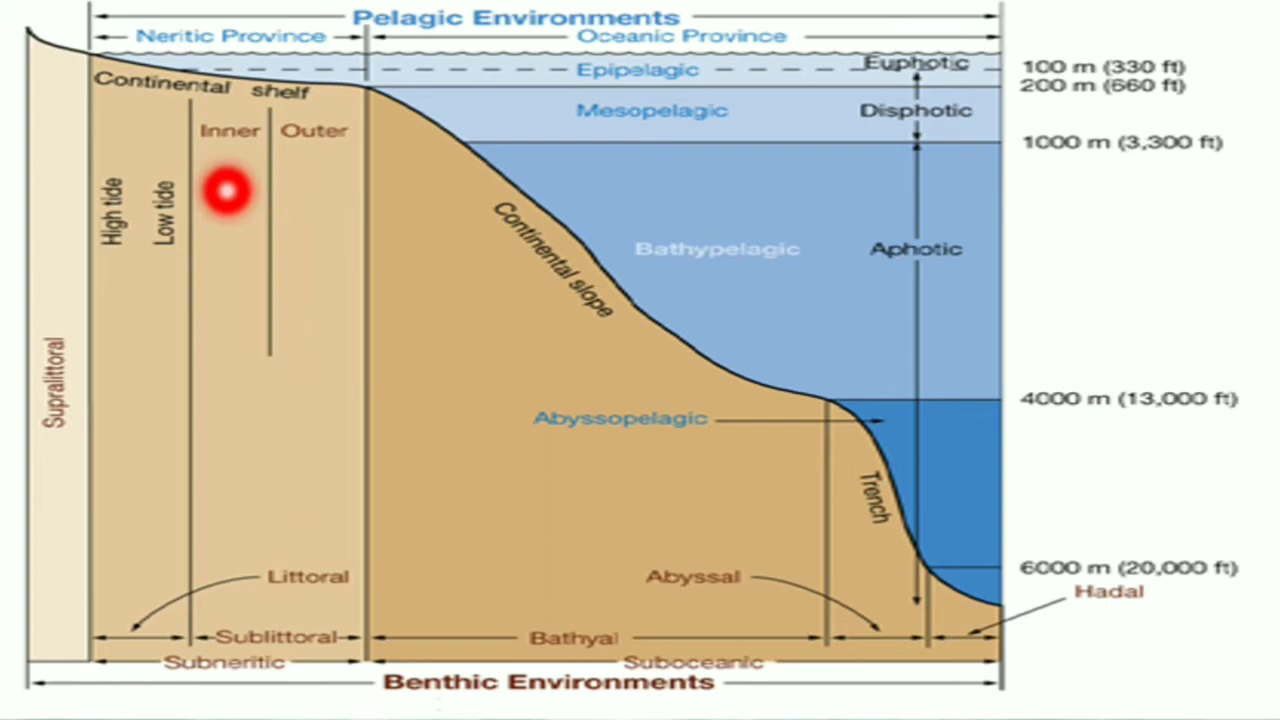 Pelagic Environments
Neritic Province
Oceanic Province
Epipelagic
Euphotic
100 m (330 ft)
200 m (660 ft)
Continental shelf
Mesopelagic
Disphotic
Inner
Outer
1000 m (3,300 ft)
High tide
Low tide
Continental slope
Bathypelagic
Aphotic
Supralittoral
4000 m (13,000 ft)
Abyssopelagic
Trench
6000 m (20,000 ft)
Littoral
Abyssal
Hadal
Sublittoral
Bathyal
Subneritic
Suboceanic
Benthic Environments